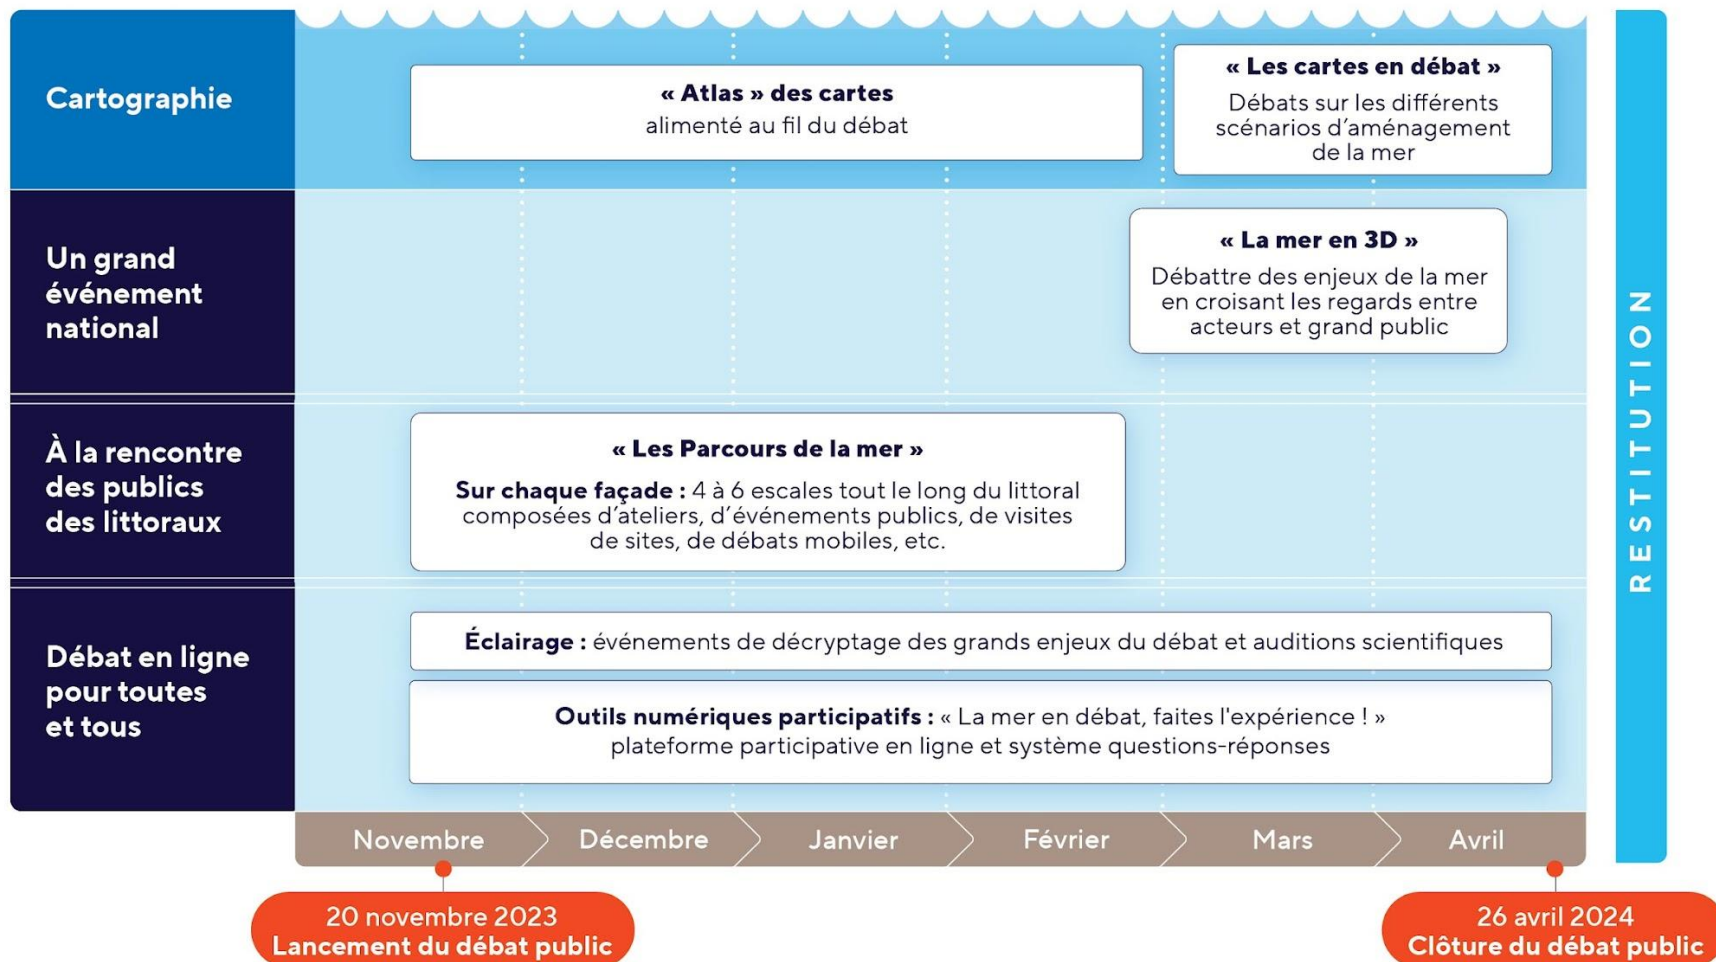 Cartographie
« Atlas » des cartes
alimenté au fil du débat
« Les cartes en débat »
Débats sur les différents
scénarios d’aménagement
de la mer
Un grand
événement
national
« La mer en 3D »
Débattre des enjeux de la mer
en croisant les regards entre
acteurs et grand public
À la rencontre
des publics
des littoraux
« Les Parcours de la mer »
Sur chaque façade : 4 à 6 escales tout le long du littoral
composées d’ateliers, d’événements publics, de visites
de sites, de débats mobiles, etc.
Débat en ligne
pour toutes
et tous
Éclairage : événements de décryptage des grands enjeux du débat et auditions scientifiques
Outils numériques participatifs : « La mer en débat, faites l'expérience ! »
plateforme participative en ligne et système questions-réponses
RESTITUTION
Novembre
Décembre
Janvier
Février
Mars
Avril
20 novembre 2023
Lancement du débat public
26 avril 2024
Clôture du débat public